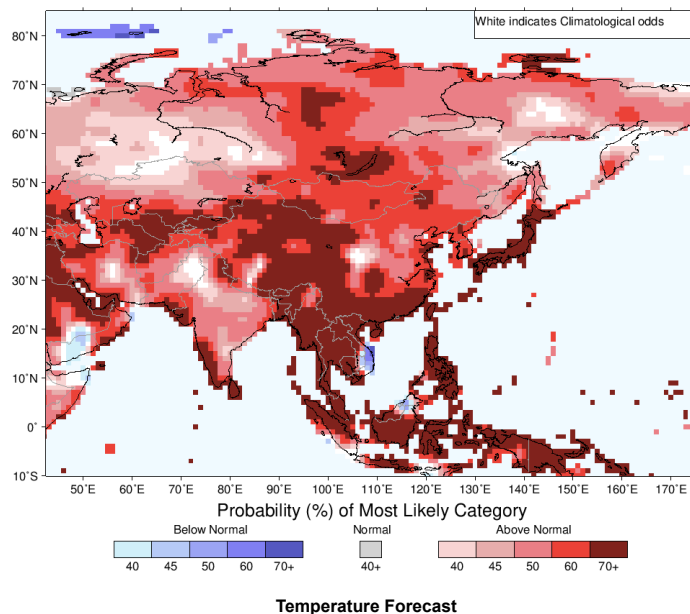 White indicates Climatological odds
80°N
70°N
60°N
50°N
40°N
30°N
20°N
10°N
0°
10°S
50°E 60°E 70°E 80°E 90°E 100°E 110°E 120°E 130°E 140°E 150°E 160°E 170°E
Probability (%) of Most Likely Category
Below Normal Normal Above Normal
40 45 50 60 70+ 40+ 40 45 50 60 70+
Temperature Forecast